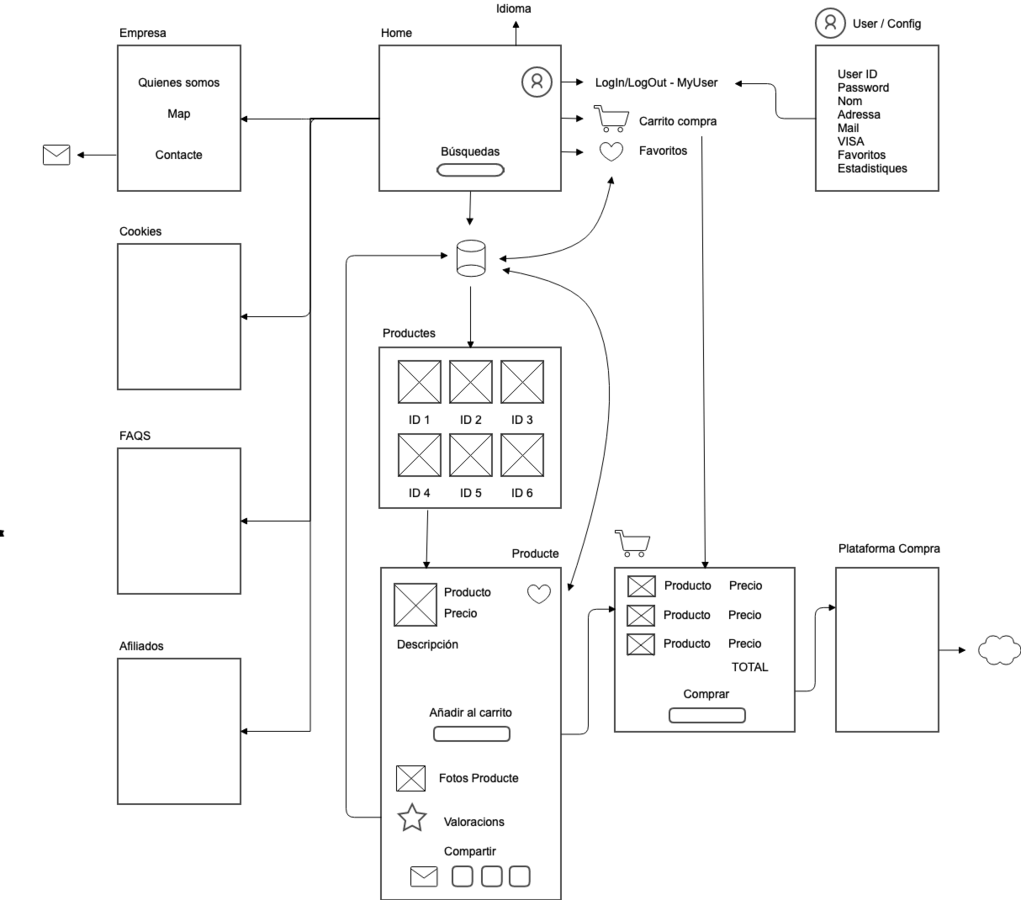 Idioma
Empresa
Quienes somos
Map
Contacte
Home
Búsquedas
LogIn/LogOut - MyUser
Carrito compra
Favoritos
User / Config
User ID
Password
Nom
Adressa
Mail
VISA
Favoritos
Estadistiques
Cookies
Productes
ID 1
ID 2
ID 3
ID 4
ID 5
ID 6
FAQS
Producte
Producto
Precio
Descripción
Añadir al carrito
Fotos Producte
Valoracions
Compartir
Producto Precio
Producto Precio
Producto Precio
TOTAL
Comprar
Plataforma Compra
Afiliados